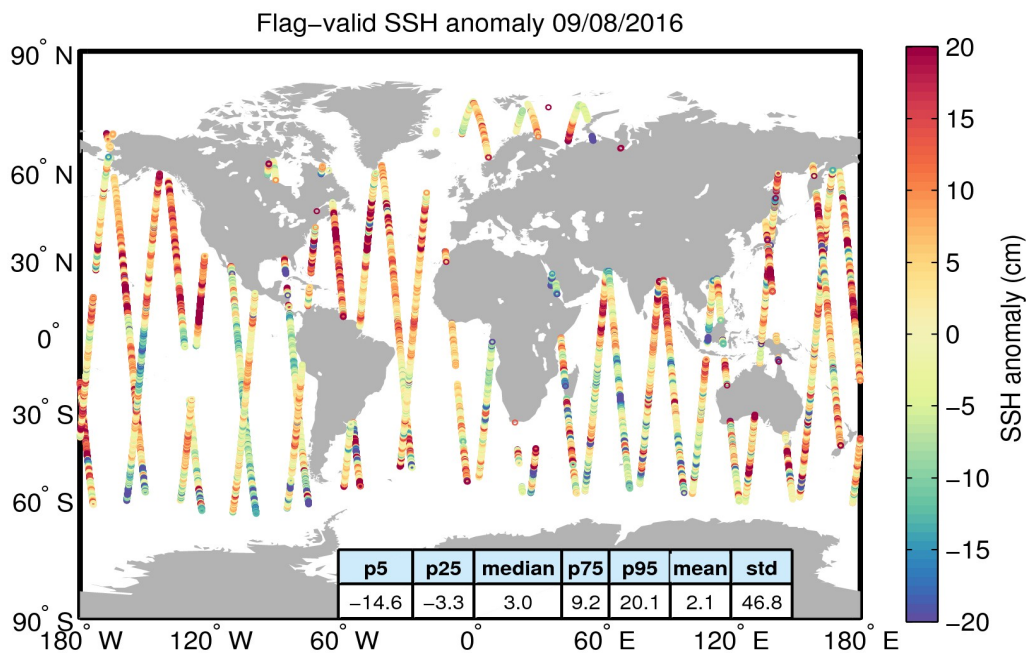 Flag−valid SSH anomaly 09/08/2016
90° N
60° N
30° N
0°
30° S
60° S
90° S
180° W
120° W
60° W
0°
60° E
120° E
180° E
p5 p25 median p75 p95 mean std
−14.6 −3.3 3.0 9.2 20.1 2.1 46.8
20
15
10
5
0
−5
−10
−15
−20
SSH anomaly (cm)